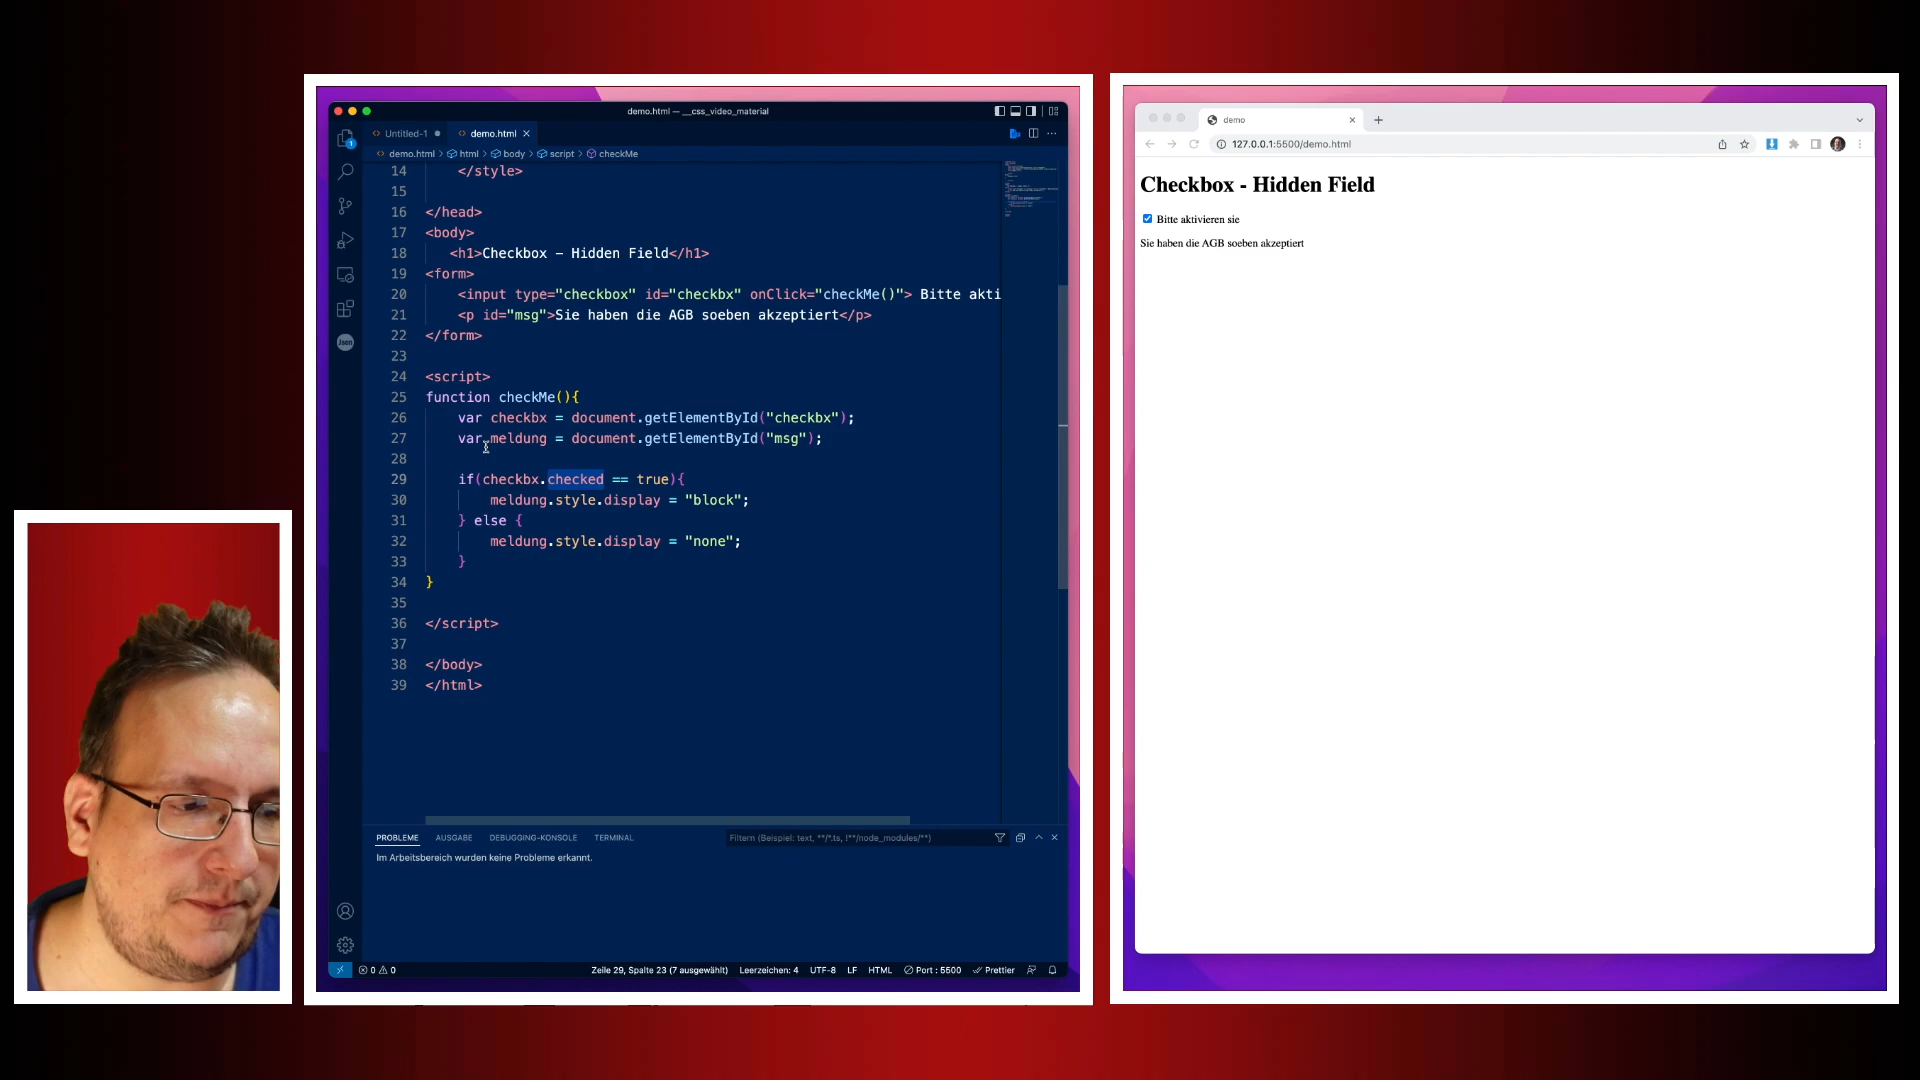 demo.html — __css_video_material
Untitled-1
demo.html
demo.html > html > body > script > checkMe
14 </style>
15
16 </head>
17 <body>
18 <h1>Checkbox - Hidden Field</h1>
19 <form>
20 <input type="checkbox" id="checkbx" onClick="checkMe()"> Bitte akti
21 <p id="msg">Sie haben die AGB soeben akzeptiert</p>
22 </form>
23
24 <script>
25 function checkMe(){
26 var checkbx = document.getElementById("checkbx");
27 var meldung = document.getElementById("msg");
28
29 if(checkbx.checked == true){
30 meldung.style.display = "block";
31 } else {
32 meldung.style.display = "none";
33 }
34 }
35
36 </script>
37
38 </body>
39 </html>
1
Json
PROBLEME AUSGABE DEBUGGING-KONSOLE TERMINAL
Filtern (Beispiel: text, **/*.ts, !**/node_modules/**)
Im Arbeitsbereich wurden keine Probleme erkannt.
0 0 Zeile 29, Spalte 23 (7 ausgewählt) Leerzeichen: 4 UTF-8 LF HTML Port : 5500 Prettier
demo
127.0.0.1:5500/demo.html
Checkbox - Hidden Field
Bitte aktivieren sie
Sie haben die AGB soeben akzeptiert